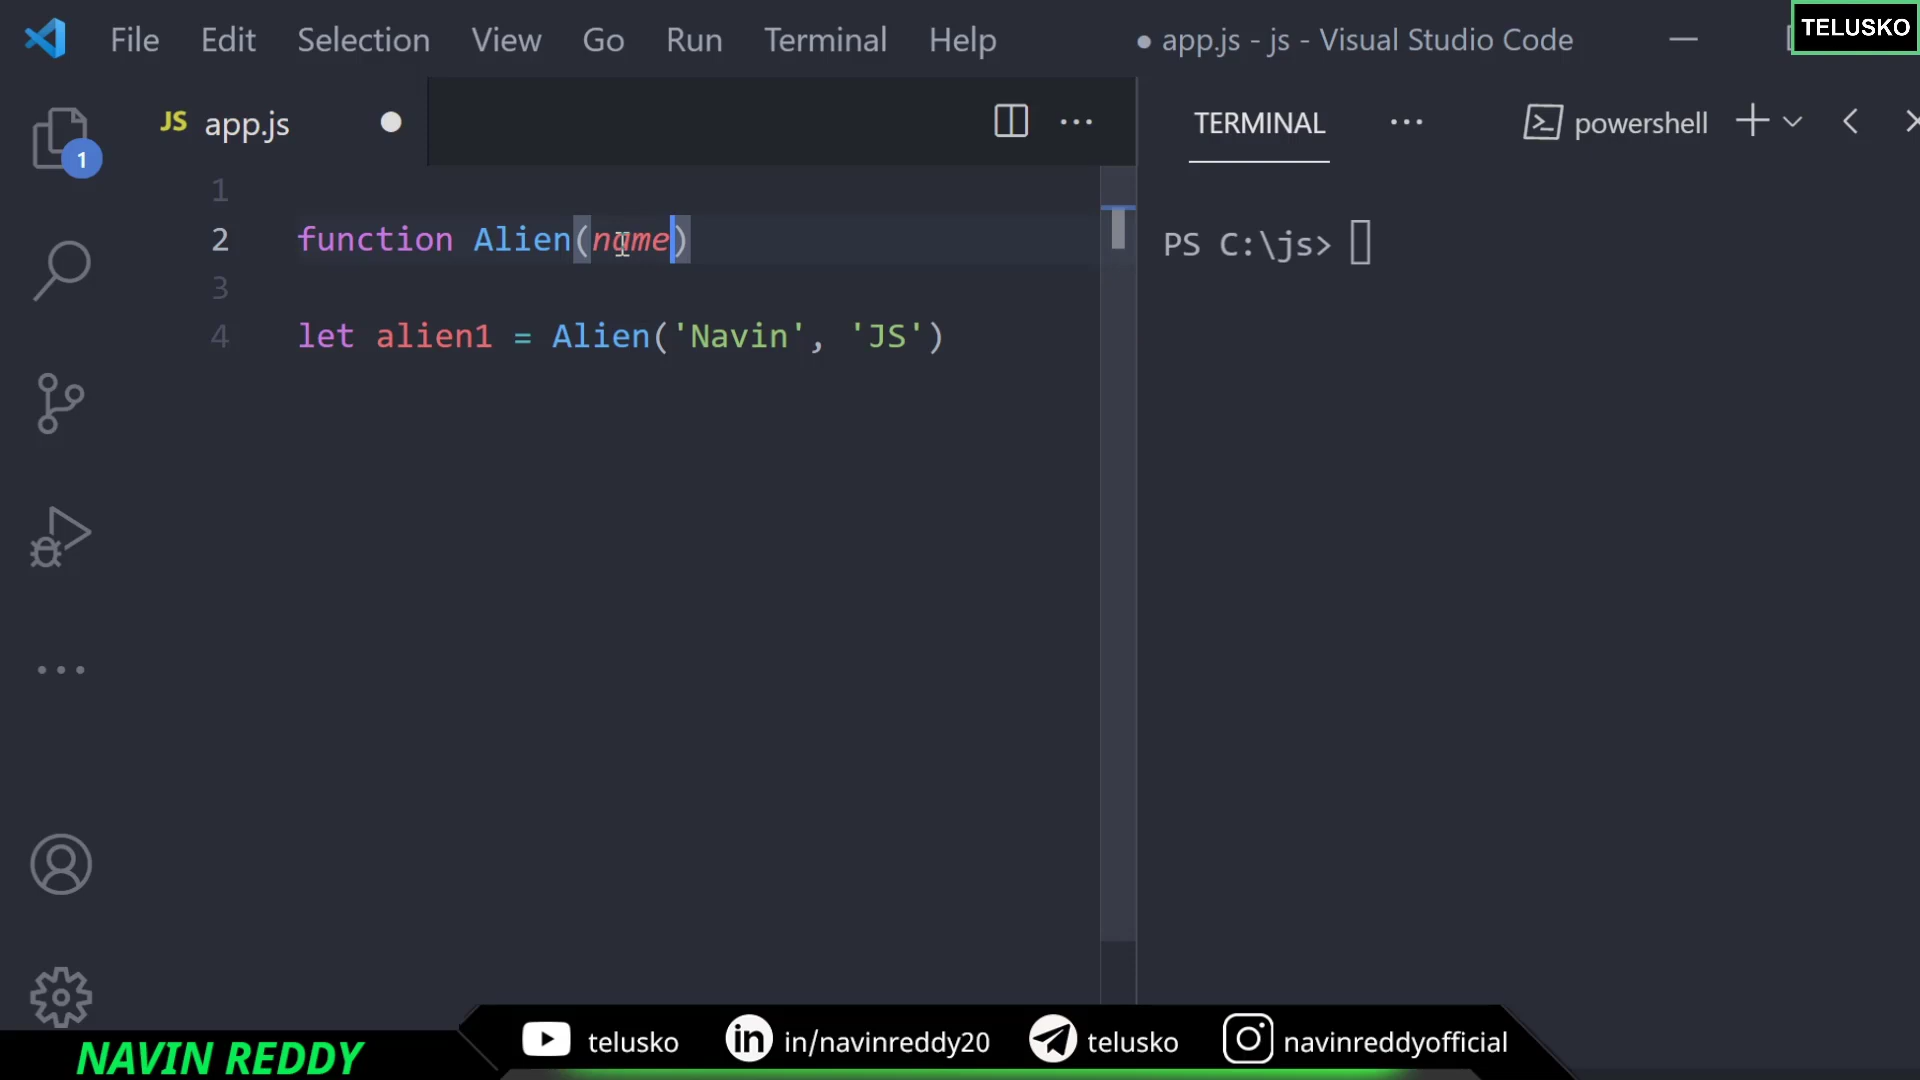 File Edit Selection View Go Run Terminal Help ● app.js - js - Visual Studio Code
TELUSKO
JS app.js
TERMINAL powershell
1
1
2 function Alien(name)
3
4 let alien1 = Alien('Navin', 'JS')
PS C:\js>
NAVIN REDDY
telusko in/navinreddy20 telusko navinreddyofficial